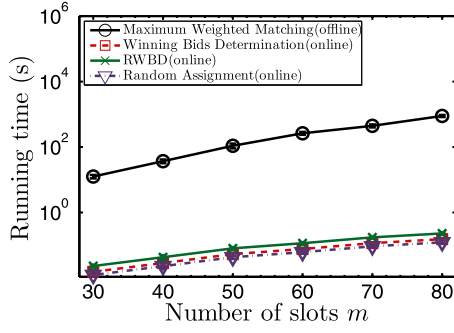 10^6
10^4
10^2
10^0
Running time (s)
Maximum Weighted Matching(offline)
Winning Bids Determination(online)
RWBD(online)
Random Assignment(online)
30 40 50 60 70 80
Number of slots m